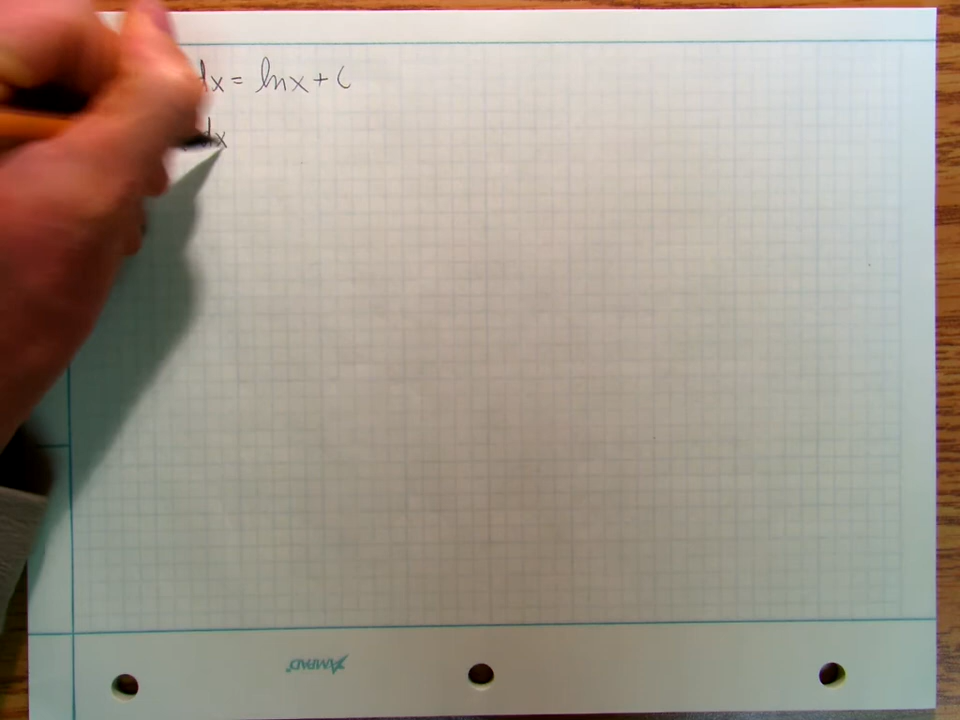 dx = lnx + C
dx
AMPAD